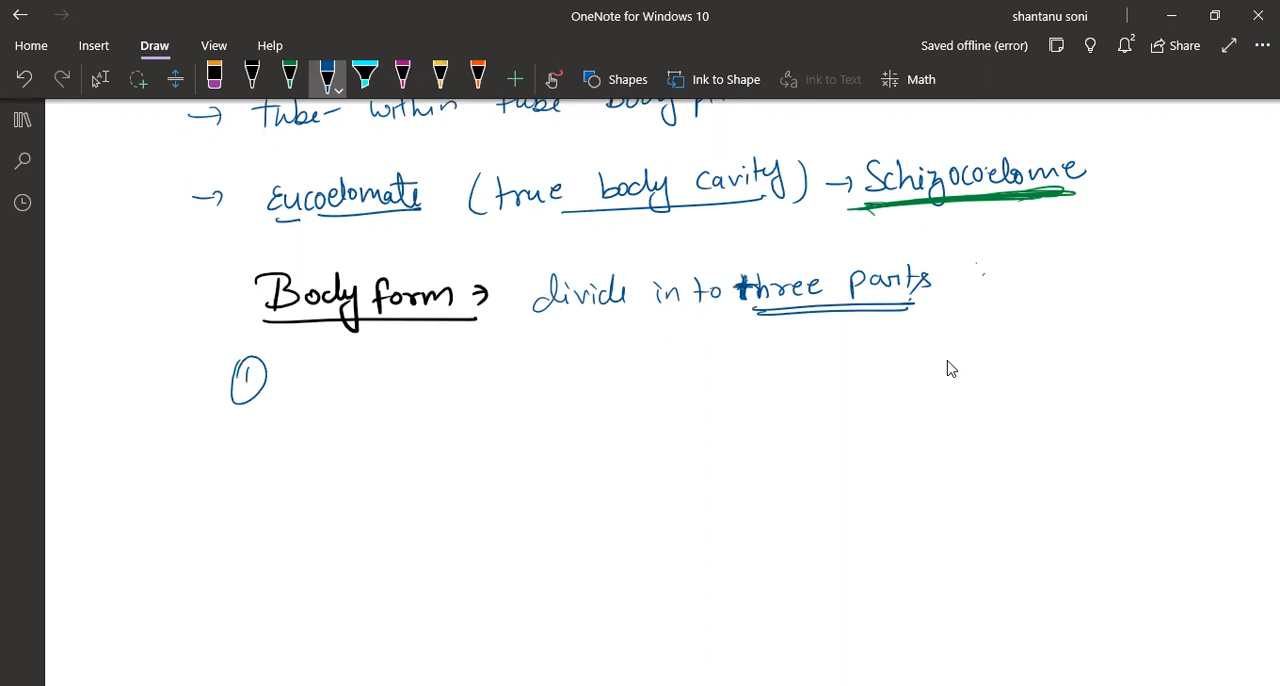 OneNote for Windows 10
shantanu soni
Home Insert Draw View Help
Saved offline (error) 2 Share
Shapes Ink to Shape Ink to Text Math
→ tube- within tube Body
→ Eucoelomate (true body cavity) → Schizocoelome
Body form → divide in to three parts
1